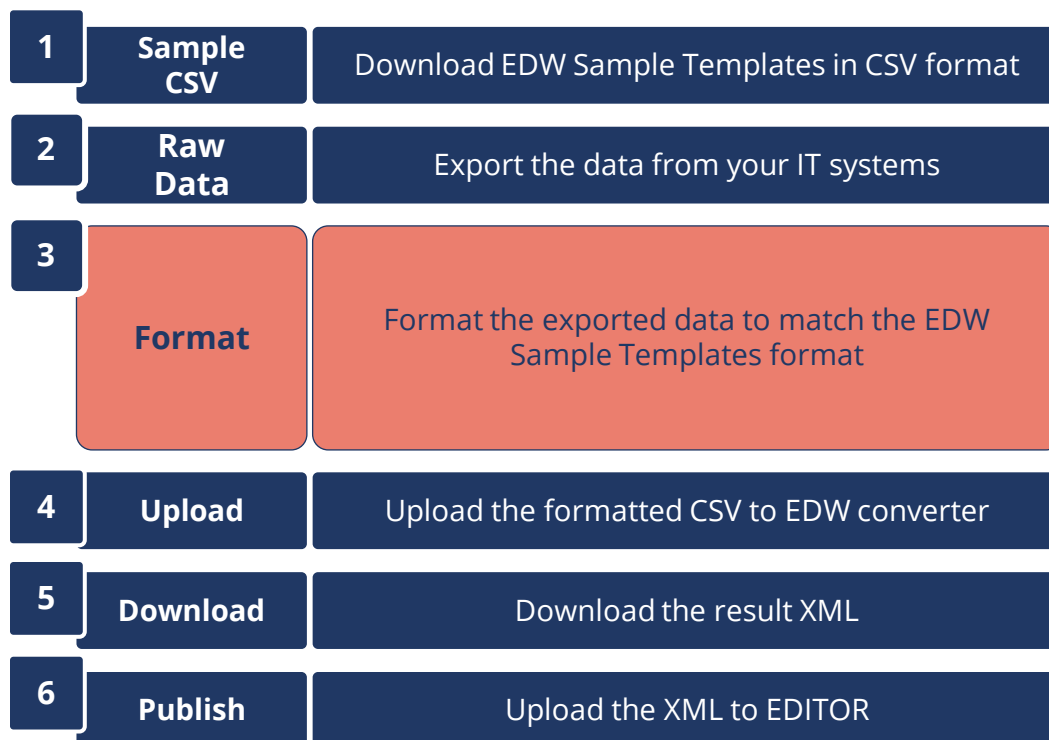 1
Sample
CSV
Download EDW Sample Templates in CSV format
2
Raw
Data
Export the data from your IT systems
3
Format
Format the exported data to match the EDW
Sample Templates format
4
Upload
Upload the formatted CSV to EDW converter
5
Download
Download the result XML
6
Publish
Upload the XML to EDITOR